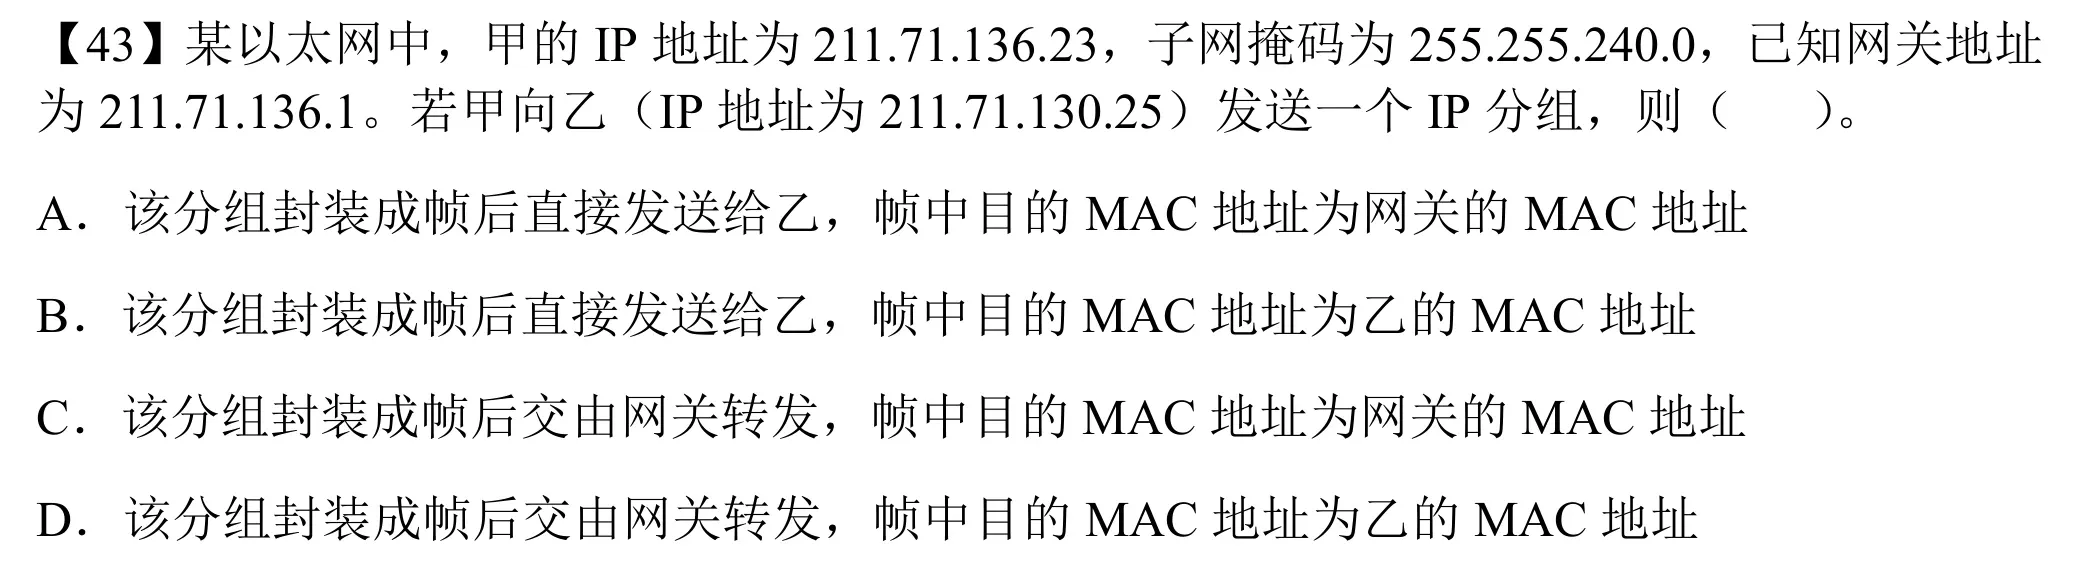 【43】某以太网中，甲的 IP 地址为 211.71.136.23，子网掩码为 255.255.240.0，已知网关地址
为 211.71.136.1。若甲向乙（IP 地址为 211.71.130.25）发送一个 IP 分组，则（　　）。
A．该分组封装成帧后直接发送给乙，帧中目的 MAC 地址为网关的 MAC 地址
B．该分组封装成帧后直接发送给乙，帧中目的 MAC 地址为乙的 MAC 地址
C．该分组封装成帧后交由网关转发，帧中目的 MAC 地址为网关的 MAC 地址
D．该分组封装成帧后交由网关转发，帧中目的 MAC 地址为乙的 MAC 地址